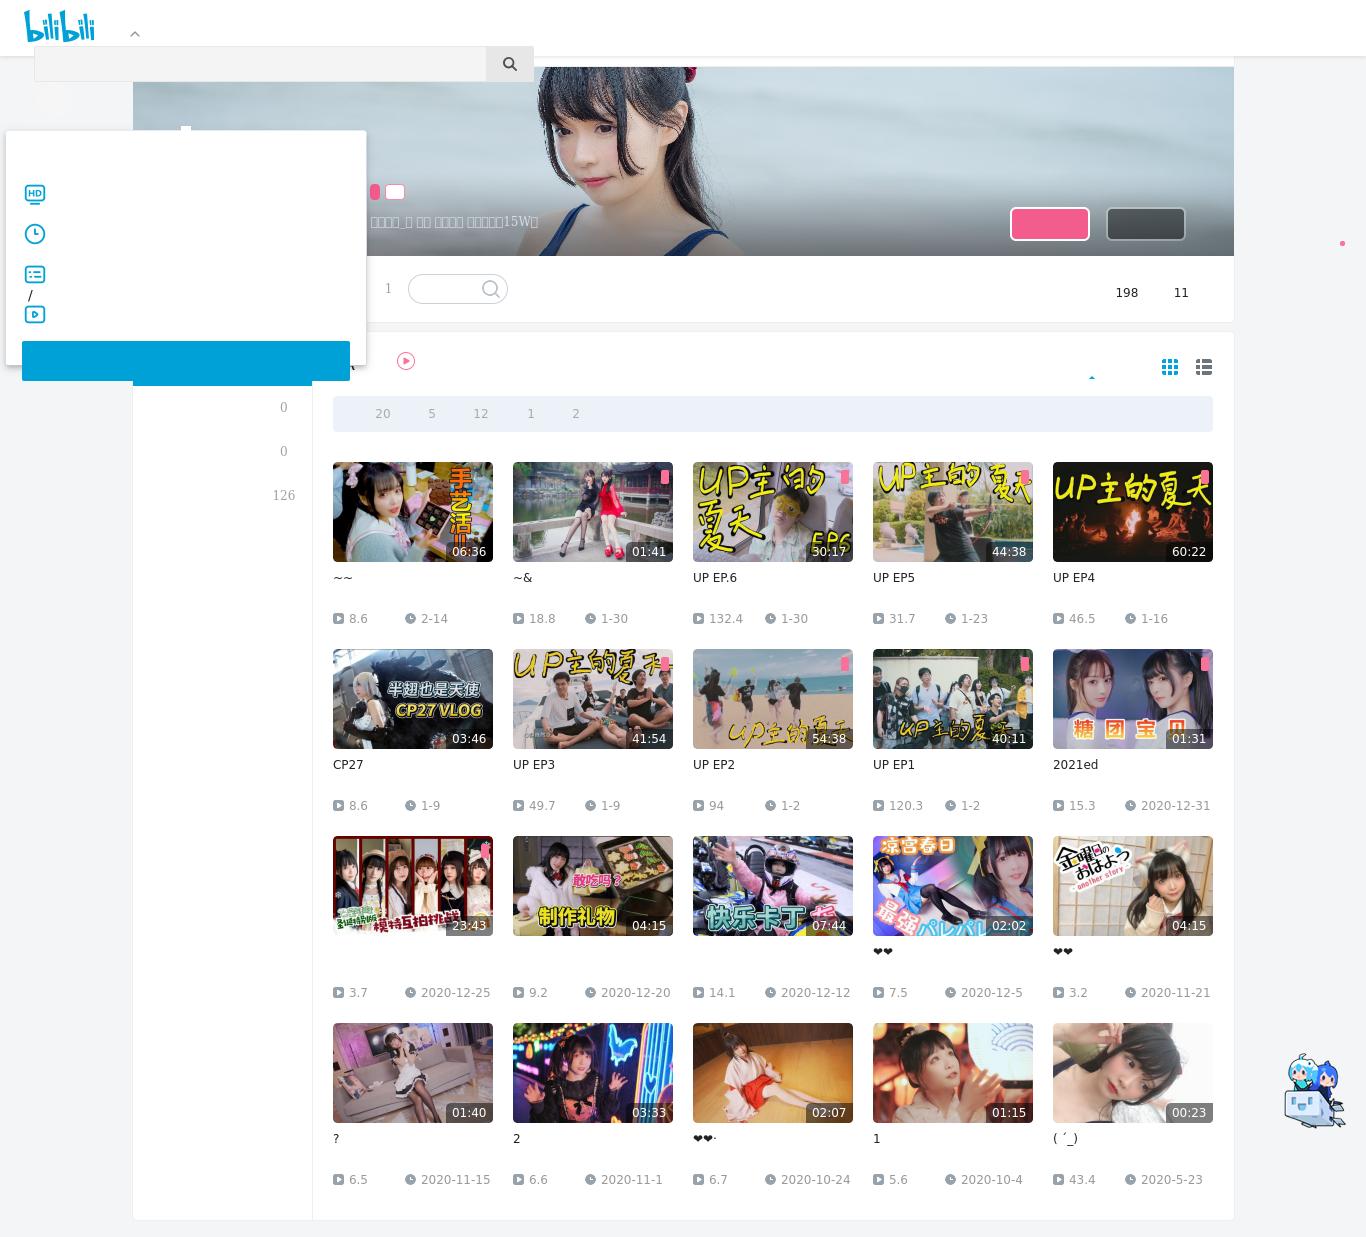 bilibili
_ 15W
HD
/
1
198 11
0
0
126
20 5 12 1 2
手艺活!!!
06:36
01:41
UP主的夏天 EP6
30:17
UP主的夏天
44:38
UP主的夏天
60:22
~~
~&
UP EP.6
UP EP5
UP EP4
8.6 2-14
18.8 1-30
132.4 1-30
31.7 1-23
46.5 1-16
半翅也是天使
CP27 VLOG
03:46
UP主的夏天
41:54
UP主的夏天
54:38
UP主的夏天
40:11
糖团宝贝
01:31
CP27
UP EP3
UP EP2
UP EP1
2021ed
8.6 1-9
49.7 1-9
94 1-2
120.3 1-2
15.3 2020-12-31
模特互拍挑战
23:43
敢吃吗？
制作礼物
04:15
快乐卡丁
07:44
凉宫春日
最强パレパレ
02:02
金曜日の
おはよう
-another story-
04:15
❤❤
❤❤
3.7 2020-12-25
9.2 2020-12-20
14.1 2020-12-12
7.5 2020-12-5
3.2 2020-11-21
01:40
03:33
02:07
01:15
00:23
?
2
❤❤·
1
( ´_)
6.5 2020-11-15
6.6 2020-11-1
6.7 2020-10-24
5.6 2020-10-4
43.4 2020-5-23